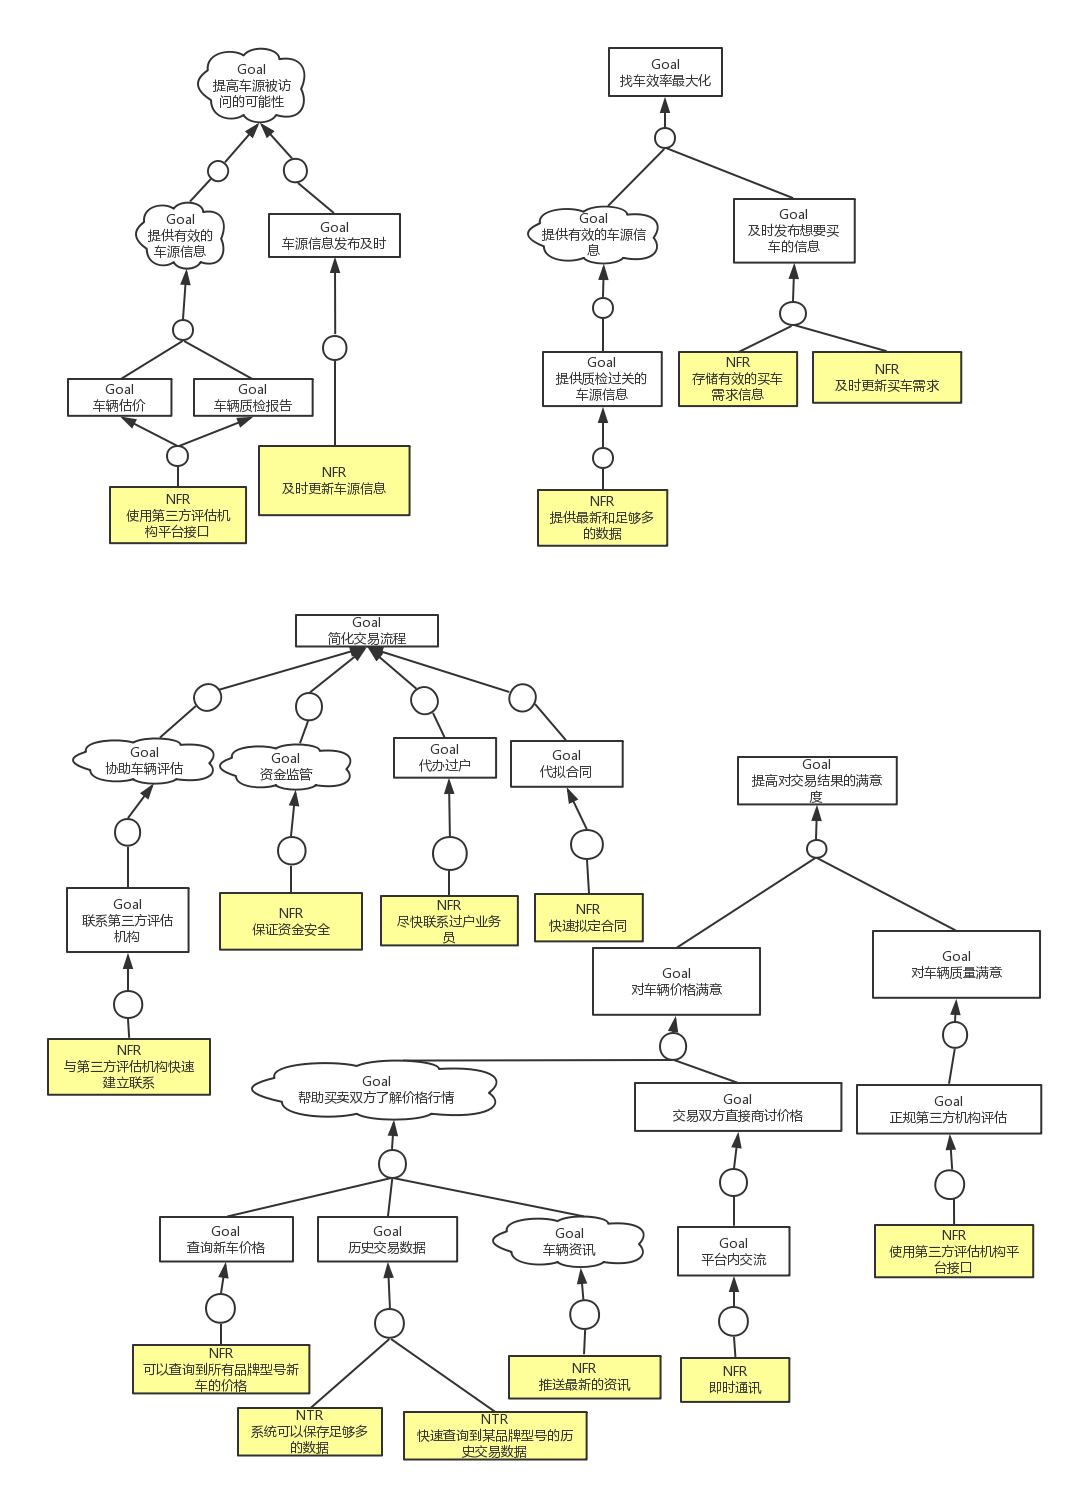 Goal
提高车源被访
问的可能性
Goal
提供有效的
车源信息
Goal
车源信息发布及时
Goal
车辆估价
Goal
车辆质检报告
NFR
使用第三方评估机
构平台接口
NFR
及时更新车源信息
Goal
找车效率最大化
Goal
提供有效的车源信
息
Goal
及时发布想要买
车的信息
Goal
提供质检过关的
车源信息
NFR
存储有效的买车
需求信息
NFR
及时更新买车需求
NFR
提供最新和足够多
的数据
Goal
简化交易流程
Goal
协助车辆评估
Goal
资金监管
Goal
代办过户
Goal
代拟合同
Goal
联系第三方评估
机构
NFR
保证资金安全
NFR
尽快联系过户业务
员
NFR
快速拟定合同
NFR
与第三方评估机构快速
建立联系
Goal
提高对交易结果的满意
度
Goal
对车辆价格满意
Goal
对车辆质量满意
Goal
帮助买卖双方了解价格行情
Goal
交易双方直接商讨价格
Goal
正规第三方机构评估
Goal
查询新车价格
Goal
历史交易数据
Goal
车辆资讯
Goal
平台内交流
NFR
使用第三方评估机构平
台接口
NFR
可以查询到所有品牌型号新
车的价格
NTR
系统可以保存足够多
的数据
NTR
快速查询到某品牌型号的历
史交易数据
NFR
推送最新的资讯
NFR
即时通讯